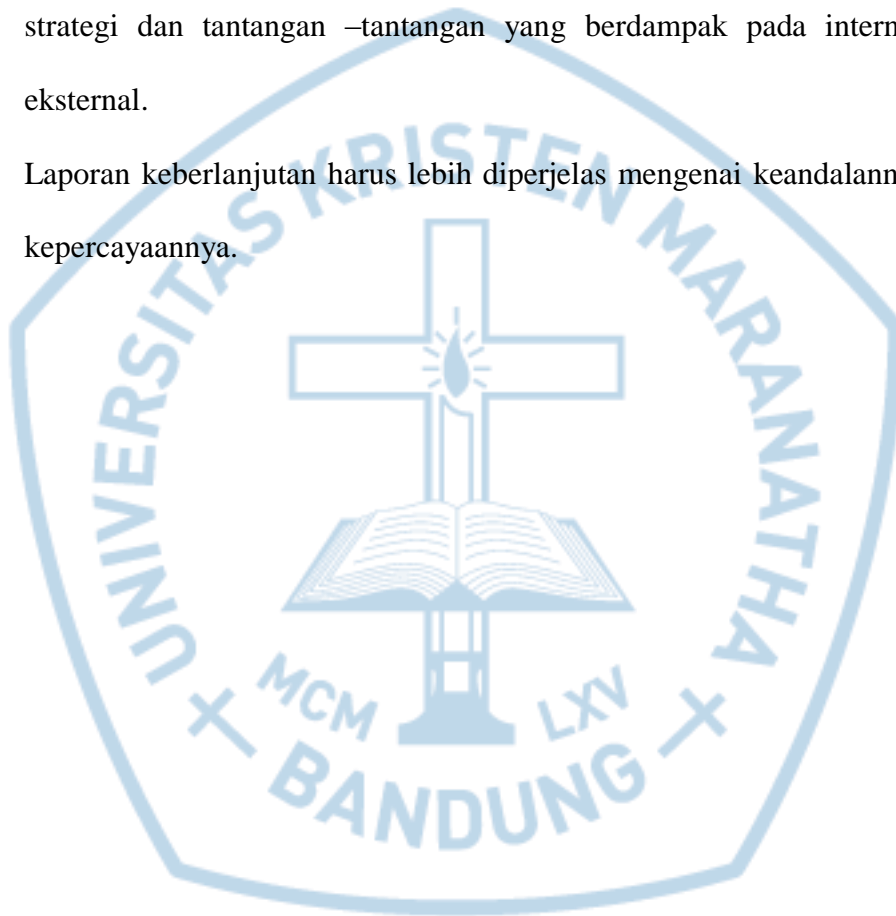 strategi dan tantangan –tantangan yang berdampak pada intern
eksternal.
Laporan keberlanjutan harus lebih diperjelas mengenai keandalann
kepercayaannya.
UNIVERSITAS KRISTEN MARANATHA
MCM LXV
BANDUNG